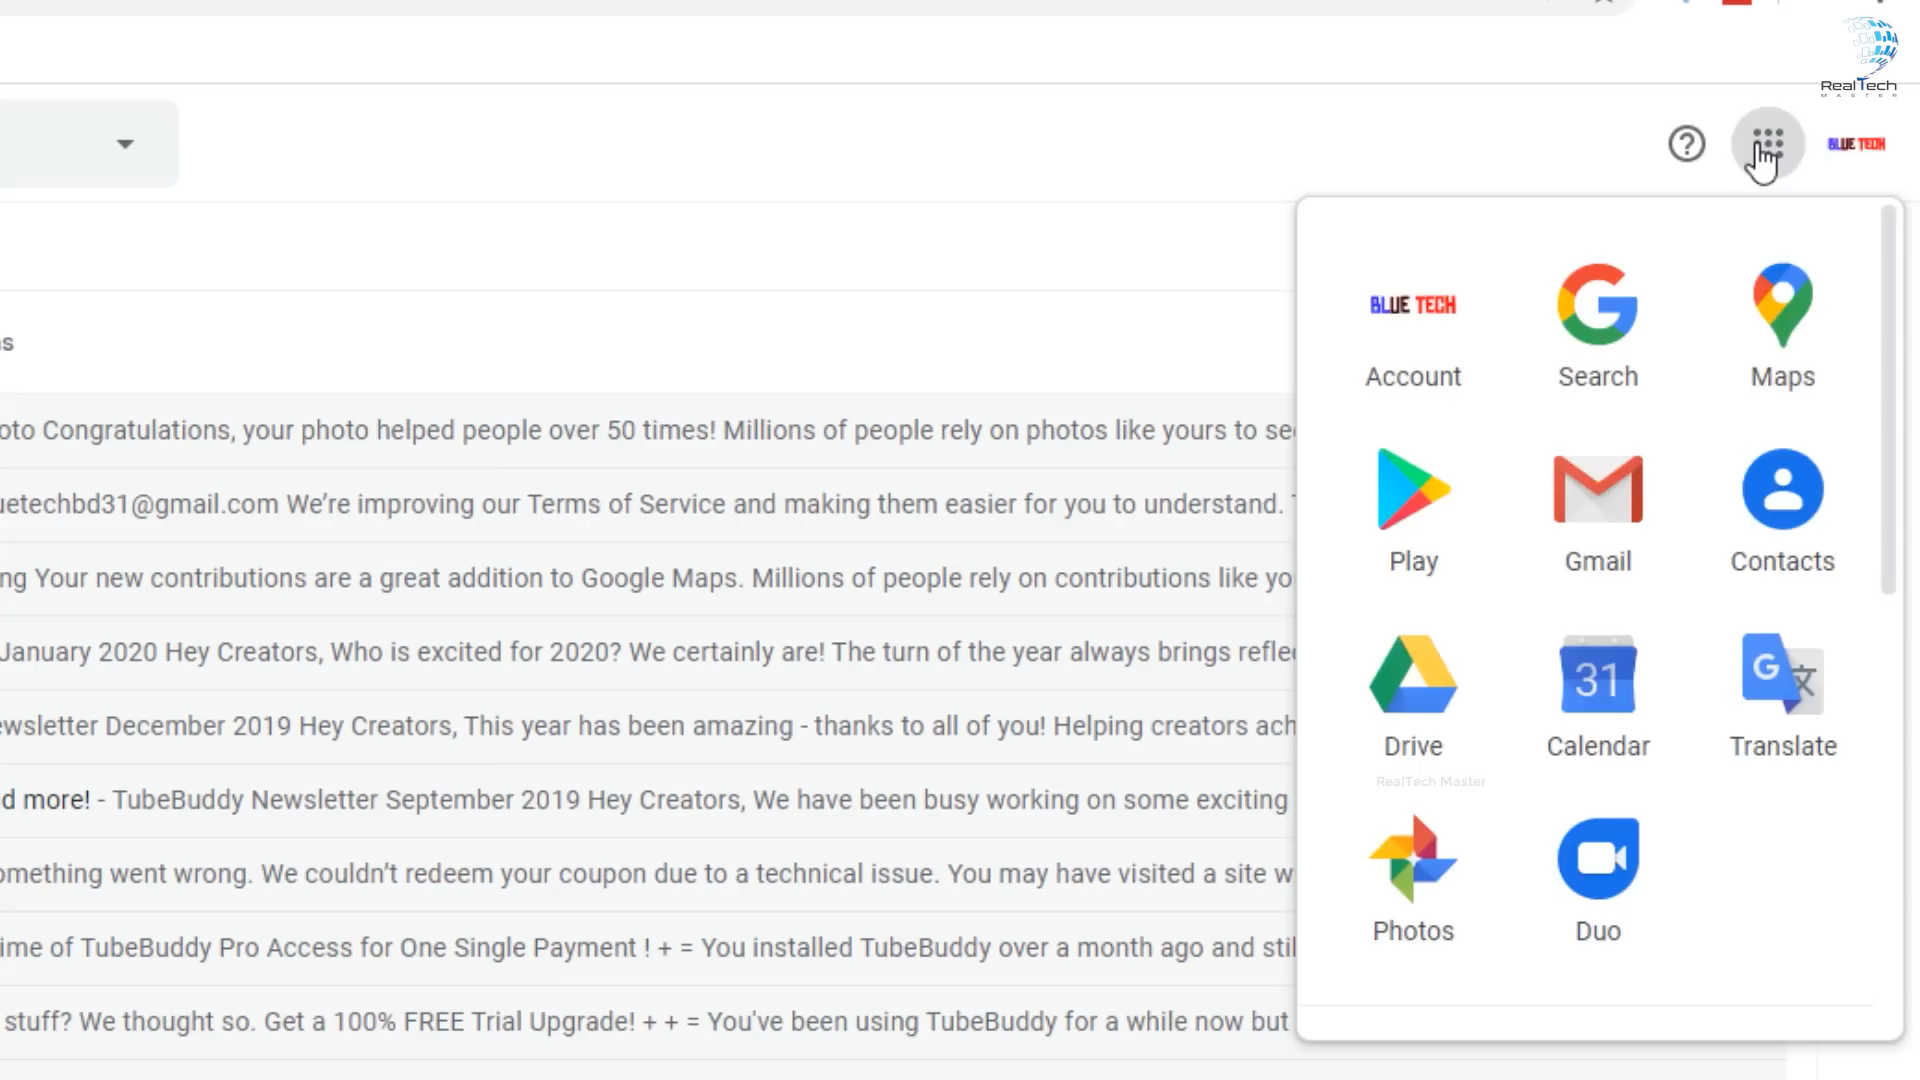 RealTech
MASTER
BLUE TECH
BLUE TECH
Account
Search
Maps
Play
Gmail
Contacts
Drive
31
Calendar
G
Translate
RealTech Master
Photos
Duo
s
oto Congratulations, your photo helped people over 50 times! Millions of people rely on photos like yours to se
uetechbd31@gmail.com We’re improving our Terms of Service and making them easier for you to understand.
ng Your new contributions are a great addition to Google Maps. Millions of people rely on contributions like yo
January 2020 Hey Creators, Who is excited for 2020? We certainly are! The turn of the year always brings refle
ewsletter December 2019 Hey Creators, This year has been amazing - thanks to all of you! Helping creators ach
d more! - TubeBuddy Newsletter September 2019 Hey Creators, We have been busy working on some exciting
omething went wrong. We couldn’t redeem your coupon due to a technical issue. You may have visited a site w
ime of TubeBuddy Pro Access for One Single Payment ! + = You installed TubeBuddy over a month ago and stil
stuff? We thought so. Get a 100% FREE Trial Upgrade! + + = You've been using TubeBuddy for a while now but